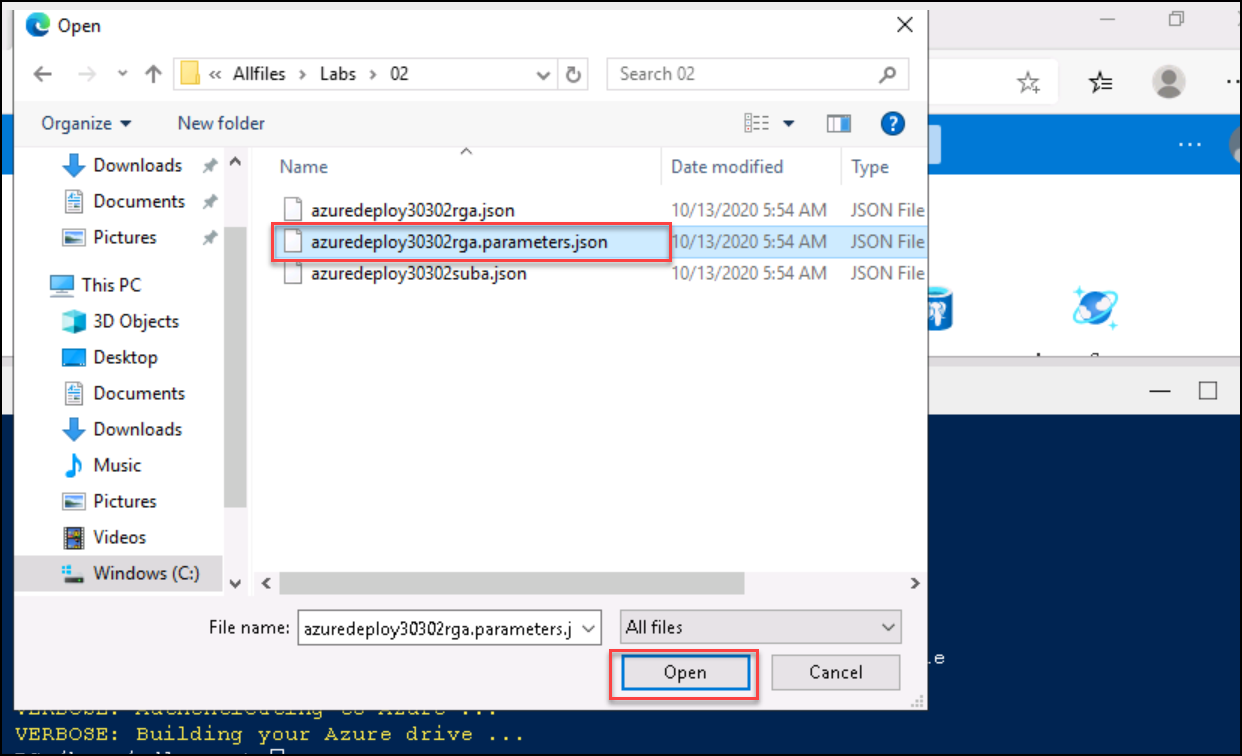 Open
« Allfiles > Labs > 02
Search 02
Organize
New folder
Name
Date modified
Type
Downloads
Documents
Pictures
This PC
3D Objects
Desktop
Documents
Downloads
Music
Pictures
Videos
Windows (C:)
azuredeploy30302rga.json 10/13/2020 5:54 AM JSON File
azuredeploy30302rga.parameters.json 10/13/2020 5:54 AM JSON File
azuredeploy30302suba.json 10/13/2020 5:54 AM JSON File
File name: azuredeploy30302rga.parameters.j
All files
Open
Cancel
VERBOSE: Authenticating to Azure ...
VERBOSE: Building your Azure drive ...